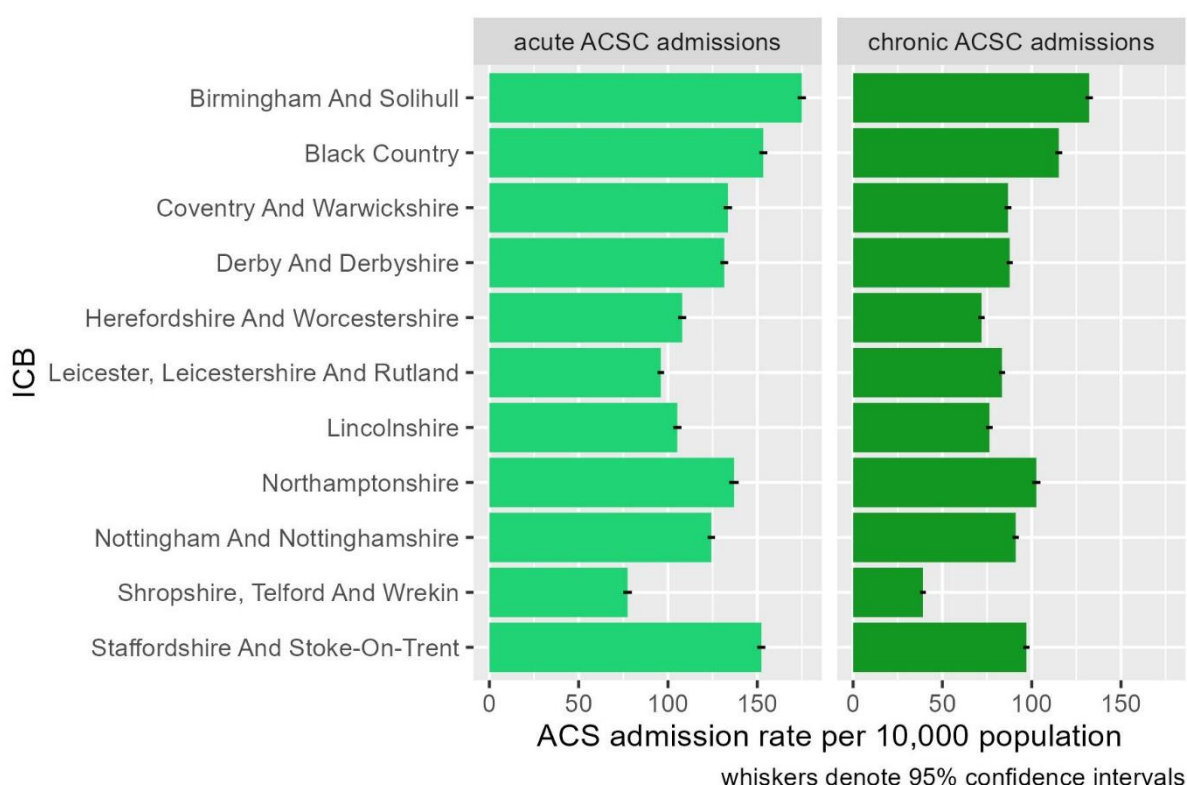 acute ACSC admissions
chronic ACSC admissions
ICB
Birmingham And Solihull
Black Country
Coventry And Warwickshire
Derby And Derbyshire
Herefordshire And Worcestershire
Leicester, Leicestershire And Rutland
Lincolnshire
Northamptonshire
Nottingham And Nottinghamshire
Shropshire, Telford And Wrekin
Staffordshire And Stoke-On-Trent
0 50 100 150
0 50 100 150
ACS admission rate per 10,000 population
whiskers denote 95% confidence intervals